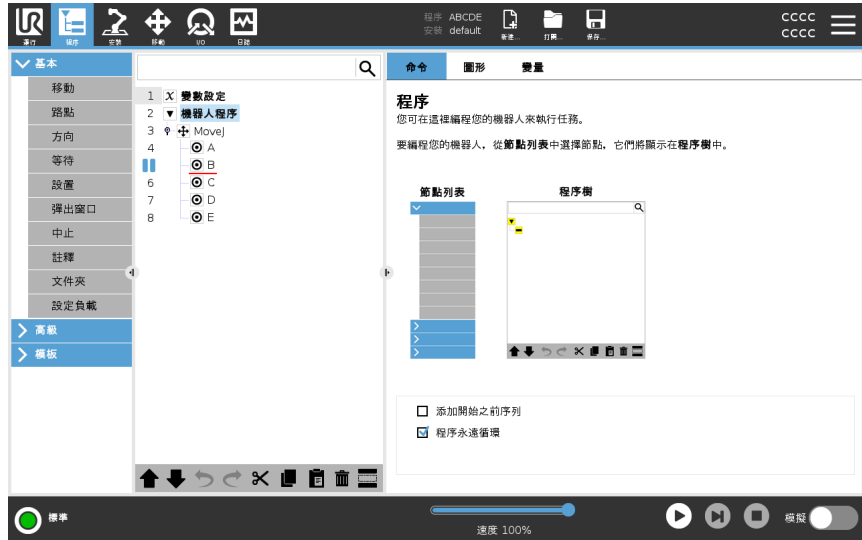 UR
運行
程序
安裝
移動
I/O
日誌
程序 ABCDE
安裝 default
新建...
打開...
保存...
CCCC
CCCC
基本
移動
路點
方向
等待
設置
彈出窗口
中止
註釋
文件夾
設定負載
高級
模板
1 X 變數設定
2 機器人程序
3 MoveJ
4 A
B
6 C
7 D
8 E
命令 圖形 變量
程序
您可在這裡編程您的機器人來執行任務。
要編程您的機器人，從節點列表中選擇節點，它們將顯示在程序樹中。
節點列表 程序樹
添加開始之前序列
程序永遠循環
標準
速度 100%
模擬